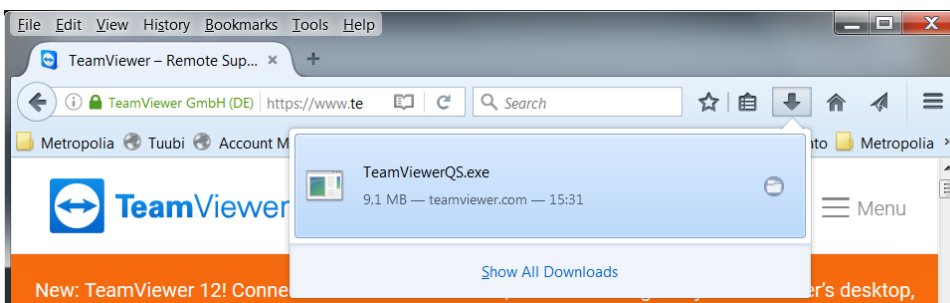 File Edit View History Bookmarks Tools Help
TeamViewer – Remote Sup... × +
TeamViewer GmbH (DE) https://www.te Search
Metropolia Tuubi Account M nto Metropolia
TeamViewerQS.exe
9,1 MB — teamviewer.com — 15:31
TeamViewer Menu
Show All Downloads
New: TeamViewer 12! Conne er's desktop,